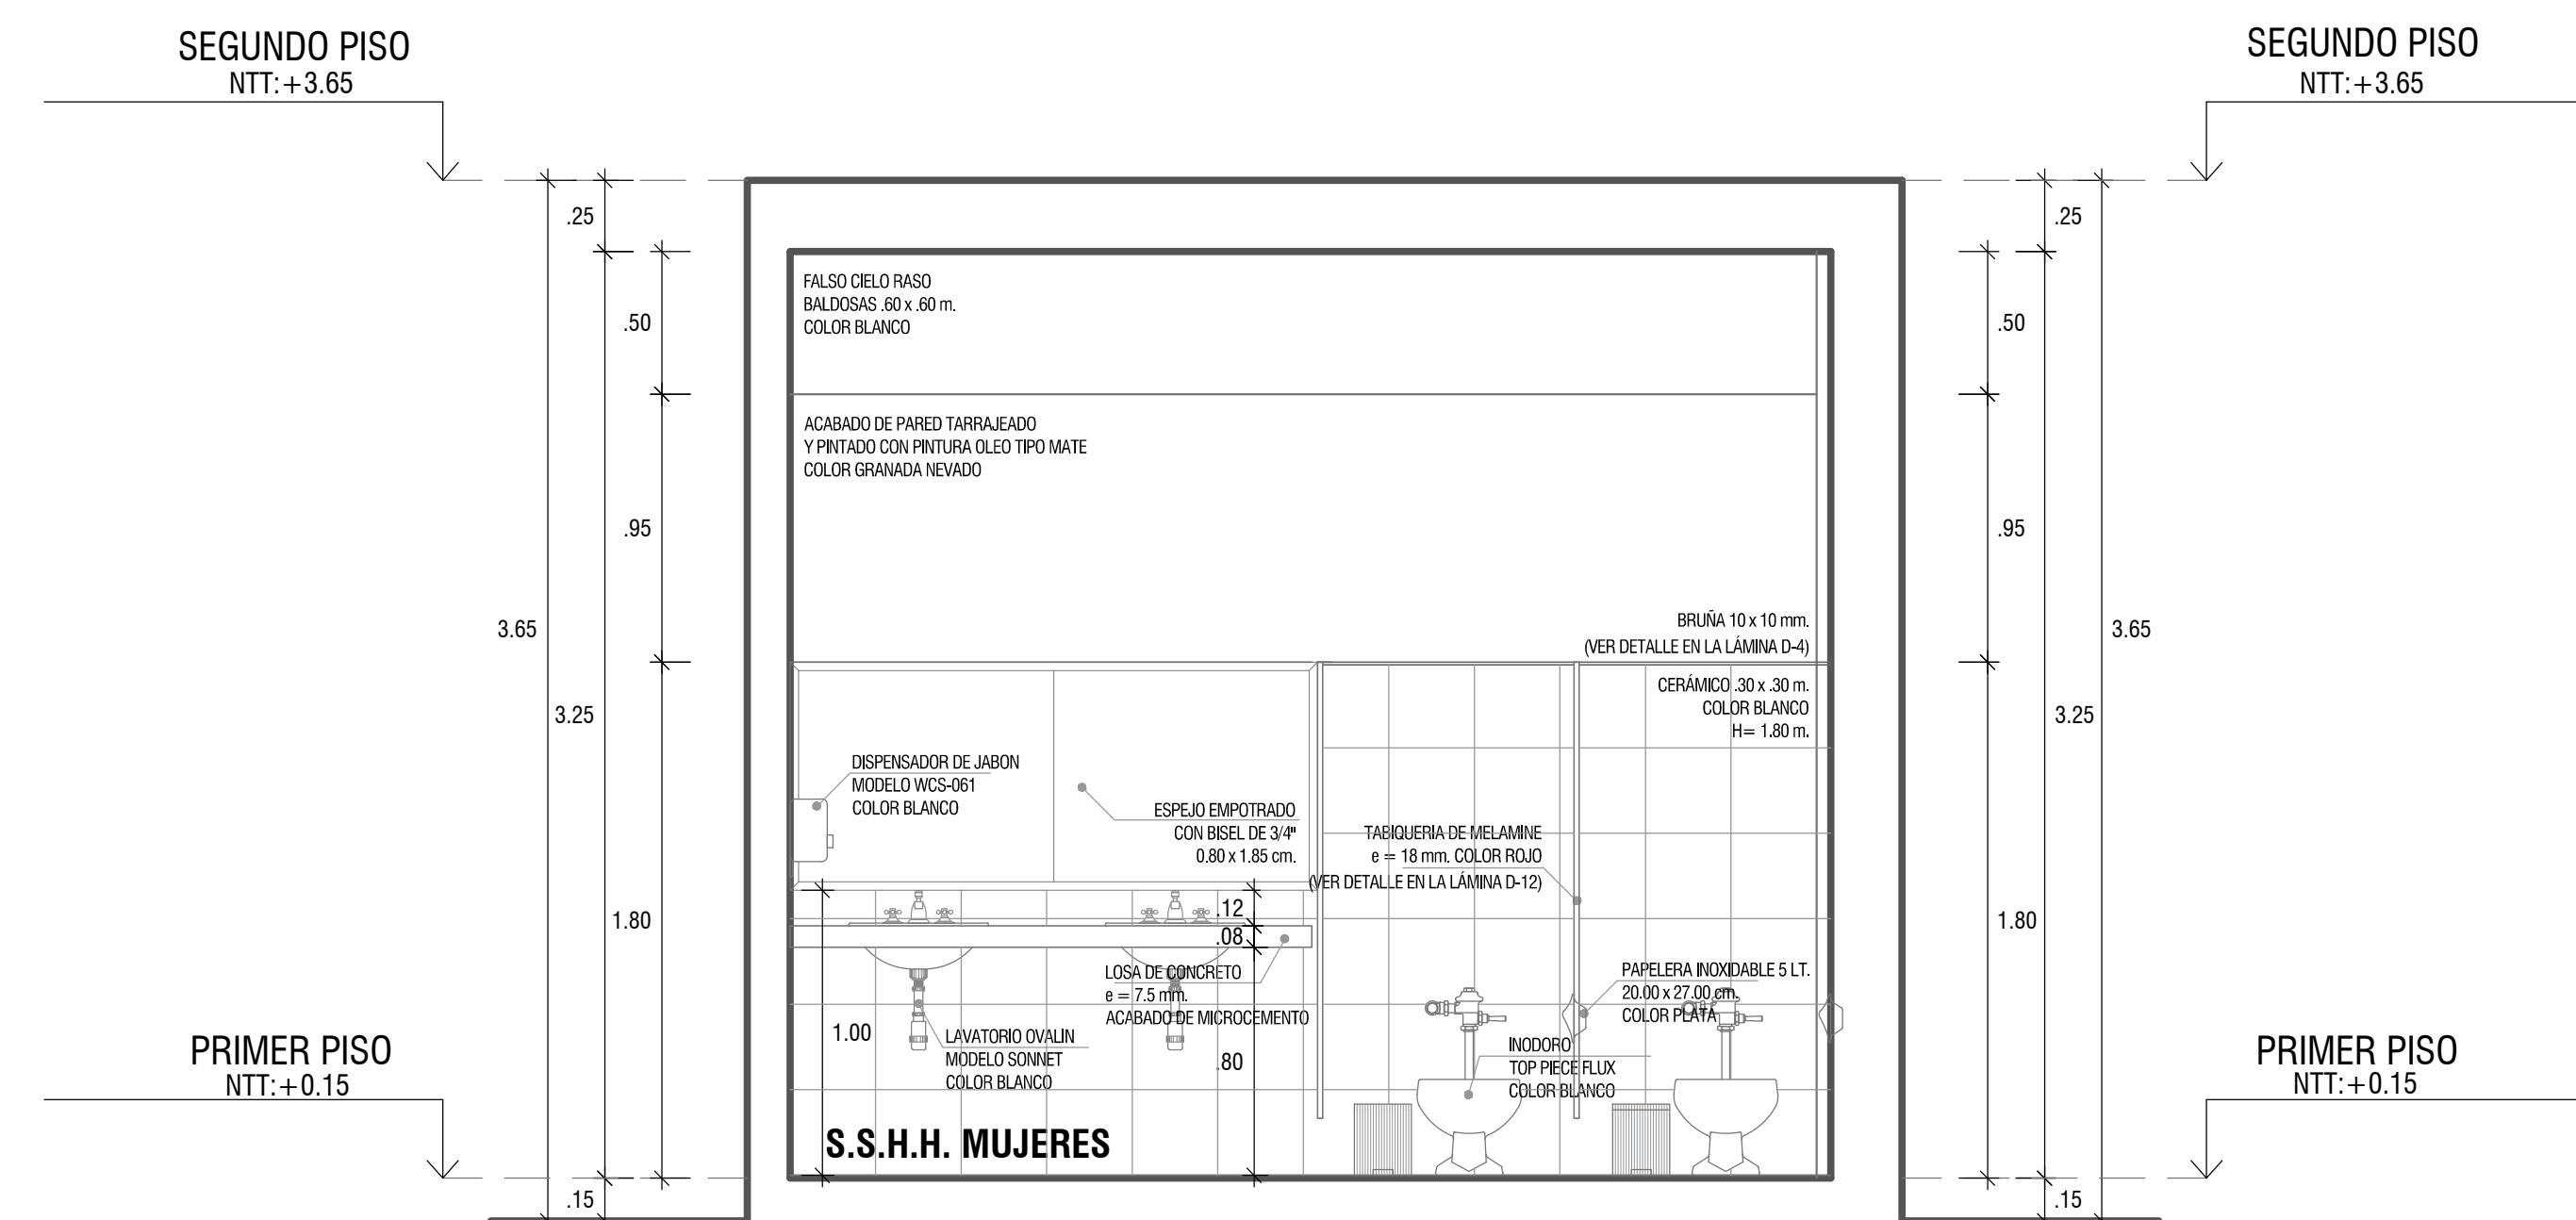 SEGUNDO PISO
NTT:+3.65
SEGUNDO PISO
NTT:+3.65
.25
.50
.95
3.65
3.25
1.80
.15
FALSO CIELO RASO
BALDOSAS .60 x .60 m.
COLOR BLANCO
ACABADO DE PARED TARRAJEADO
Y PINTADO CON PINTURA OLEO TIPO MATE
COLOR GRANADA NEVADO
BRUÑA 10 x 10 mm.
(VER DETALLE EN LA LÁMINA D-4)
CERÁMICO .30 x .30 m.
COLOR BLANCO
H= 1.80 m.
DISPENSADOR DE JABON
MODELO WCS-061
COLOR BLANCO
ESPEJO EMPOTRADO
CON BISEL DE 3/4"
0.80 x 1.85 cm.
TABIQUERIA DE MELAMINE
e = 18 mm. COLOR ROJO
(VER DETALLE EN LA LÁMINA D-12)
.12
.08
LOSA DE CONCRETO
e = 7.5 mm.
ACABADO DE MICROCEMENTO
PAPELERA INOXIDABLE 5 LT.
20.00 x 27.00 cm.
COLOR PLATA
1.00
LAVATORIO OVALIN
MODELO SONNET
COLOR BLANCO
.80
INODORO
TOP PIECE FLUX
COLOR BLANCO
S.S.H.H. MUJERES
.25
.50
.95
3.65
3.25
1.80
.15
PRIMER PISO
NTT:+0.15
PRIMER PISO
NTT:+0.15